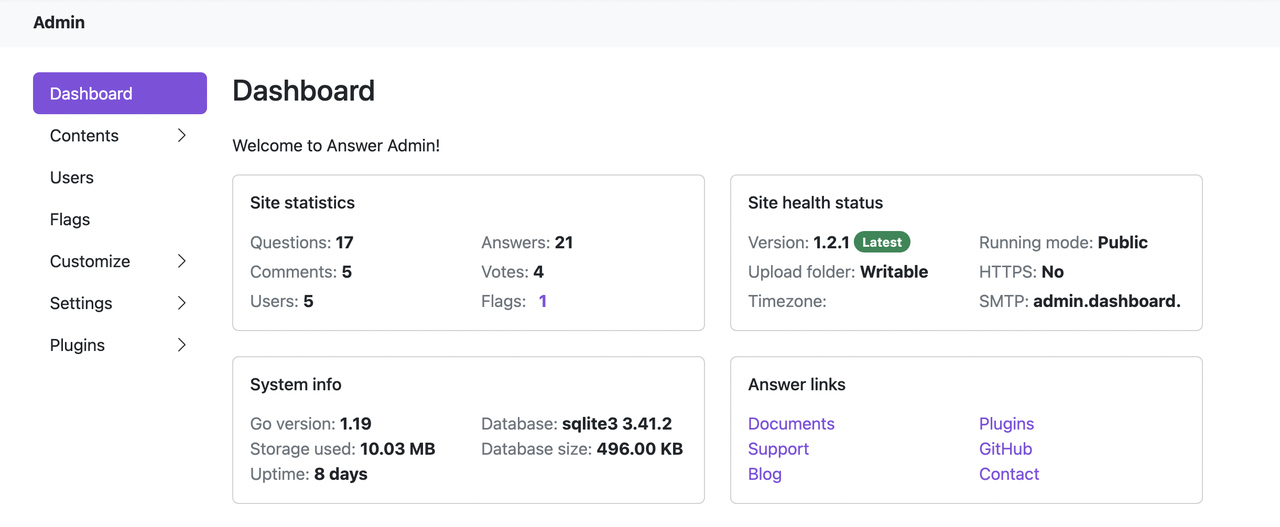 Admin
Dashboard
Contents
Users
Flags
Customize
Settings
Plugins
Dashboard
Welcome to Answer Admin!
Site statistics
Questions: 17
Answers: 21
Comments: 5
Votes: 4
Users: 5
Flags: 1
Site health status
Version: 1.2.1 Latest
Running mode: Public
Upload folder: Writable
HTTPS: No
Timezone:
SMTP: admin.dashboard.
System info
Go version: 1.19
Database: sqlite3 3.41.2
Storage used: 10.03 MB
Database size: 496.00 KB
Uptime: 8 days
Answer links
Documents
Plugins
Support
GitHub
Blog
Contact